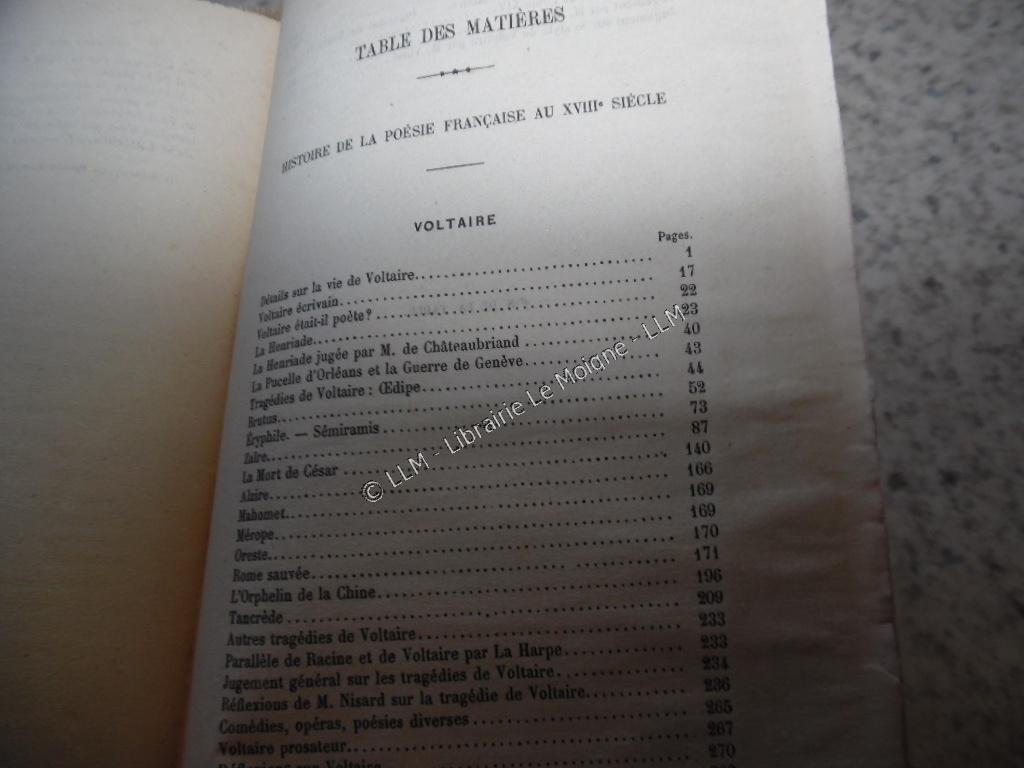 TABLE DES MATIÈRES
HISTOIRE DE LA POÉSIE FRANÇAISE AU XVIIIe SIÈCLE
VOLTAIRE
Pages.
Détails sur la vie de Voltaire........ 1
Voltaire écrivain........ 17
Voltaire était-il poète?........ 22
La Henriade........ 23
La Henriade jugée par M. de Châteaubriand........ 40
La Pucelle d'Orléans et la Guerre de Genève........ 43
Tragédies de Voltaire : Œdipe........ 44
Brutus........ 52
Éryphile. — Sémiramis........ 73
Zaïre........ 87
La Mort de César........ 140
Alzire........ 166
Mahomet........ 169
Mérope........ 169
Oreste........ 170
Rome sauvée........ 171
L'Orphelin de la Chine........ 196
Tancrède........ 209
Autres tragédies de Voltaire........ 233
Parallèle de Racine et de Voltaire par La Harpe........ 233
Jugement général sur les tragédies de Voltaire........ 234
Réflexions de M. Nisard sur la tragédie de Voltaire........ 236
Comédies, opéras, poésies diverses........ 265
Voltaire prosateur........ 267
Réflexions sur Voltaire........ 270
© LLM - Librairie Le Moigne - LLM